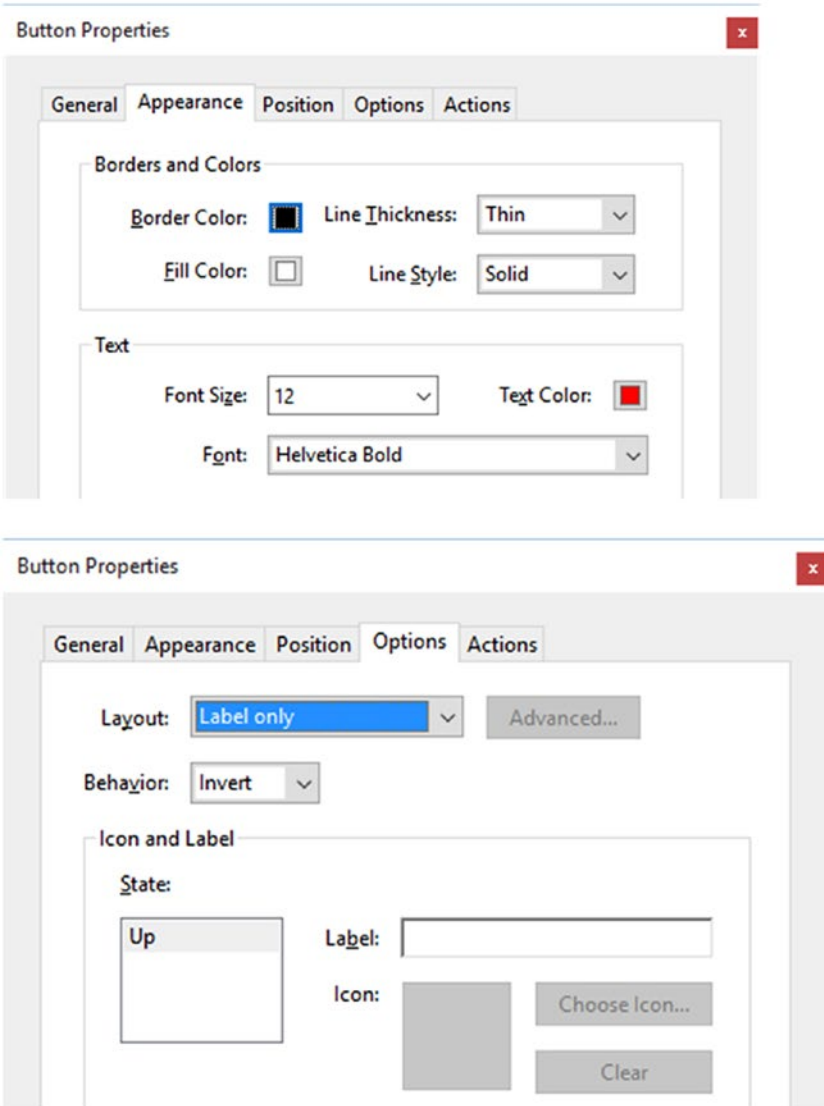 Button Properties
x
General Appearance Position Options Actions
Borders and Colors
Border Color: Line Thickness: Thin
Fill Color: Line Style: Solid
Text
Font Size: 12 Text Color:
Font: Helvetica Bold
Button Properties
x
General Appearance Position Options Actions
Layout: Label only Advanced...
Behavior: Invert
Icon and Label
State:
Up Label:
Icon: Choose Icon...
Clear